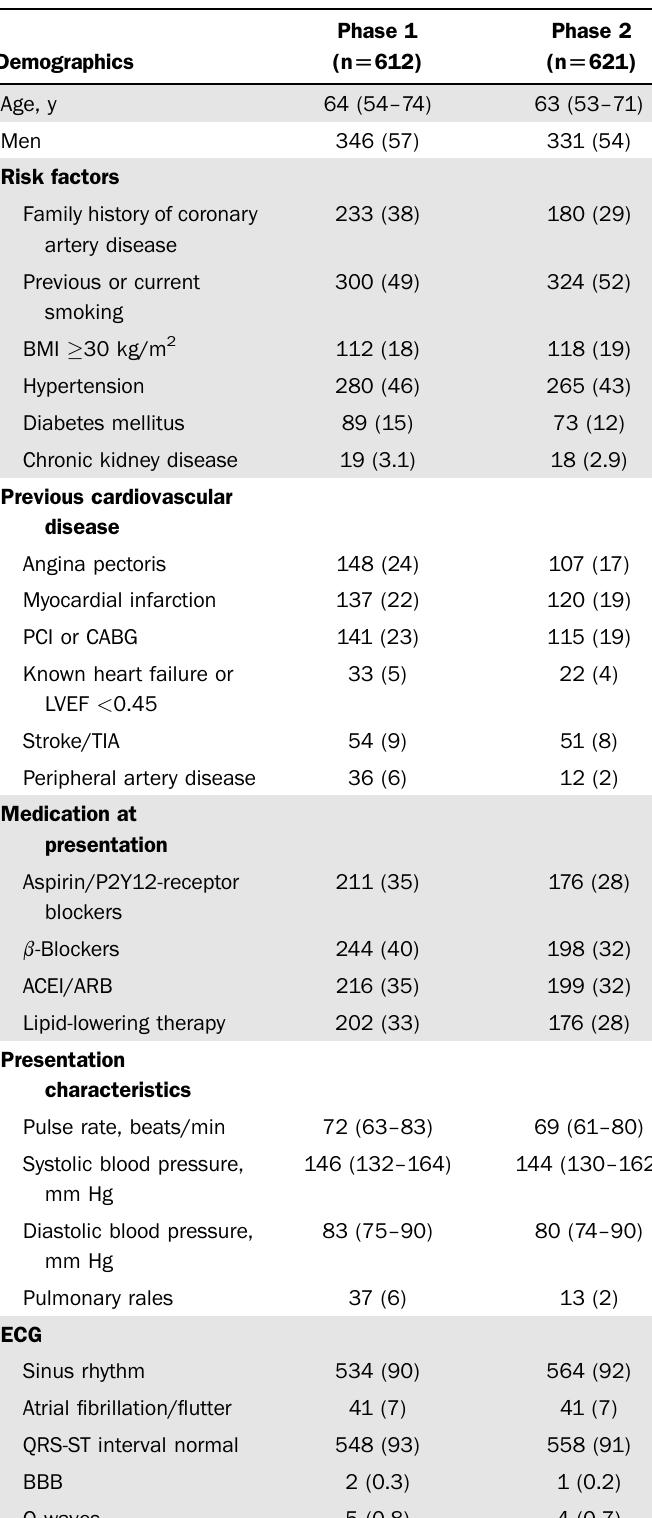 Phase 1 Phase 2
Demographics (n=612) (n=621)
Age, y 64 (54–74) 63 (53–71)
Men 346 (57) 331 (54)
Risk factors
Family history of coronary 233 (38) 180 (29)
artery disease
Previous or current 300 (49) 324 (52)
smoking
BMI ≥30 kg/m² 112 (18) 118 (19)
Hypertension 280 (46) 265 (43)
Diabetes mellitus 89 (15) 73 (12)
Chronic kidney disease 19 (3.1) 18 (2.9)
Previous cardiovascular
disease
Angina pectoris 148 (24) 107 (17)
Myocardial infarction 137 (22) 120 (19)
PCI or CABG 141 (23) 115 (19)
Known heart failure or 33 (5) 22 (4)
LVEF <0.45
Stroke/TIA 54 (9) 51 (8)
Peripheral artery disease 36 (6) 12 (2)
Medication at
presentation
Aspirin/P2Y12-receptor 211 (35) 176 (28)
blockers
β-Blockers 244 (40) 198 (32)
ACEI/ARB 216 (35) 199 (32)
Lipid-lowering therapy 202 (33) 176 (28)
Presentation
characteristics
Pulse rate, beats/min 72 (63–83) 69 (61–80)
Systolic blood pressure, 146 (132–164) 144 (130–162
mm Hg
Diastolic blood pressure, 83 (75–90) 80 (74–90)
mm Hg
Pulmonary rales 37 (6) 13 (2)
ECG
Sinus rhythm 534 (90) 564 (92)
Atrial fibrillation/flutter 41 (7) 41 (7)
QRS-ST interval normal 548 (93) 558 (91)
BBB 2 (0.3) 1 (0.2)
Q waves 5 (0.8) 4 (0.7)